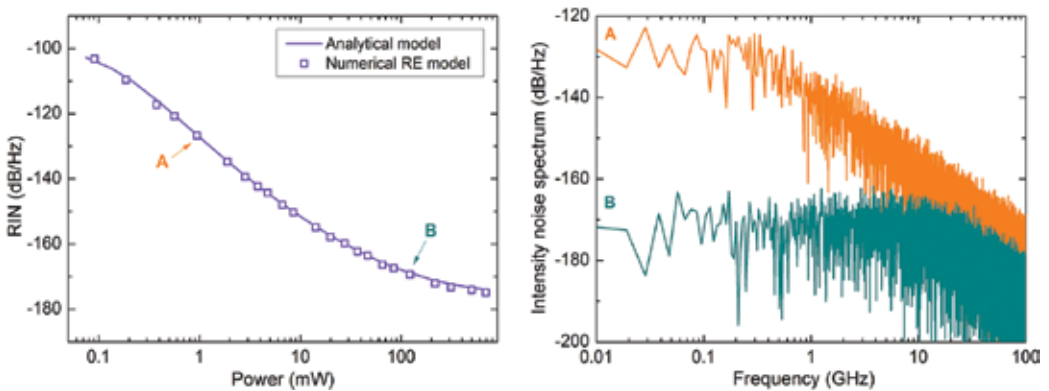 -100
-120
-140
-160
-180
RIN (dB/Hz)
Analytical model
Numerical RE model
A
B
0.1 1 10 100
Power (mW)
-120
-140
-160
-180
-200
Intensity noise spectrum (dB/Hz)
A
B
0.01 0.1 1 10 100
Frequency (GHz)